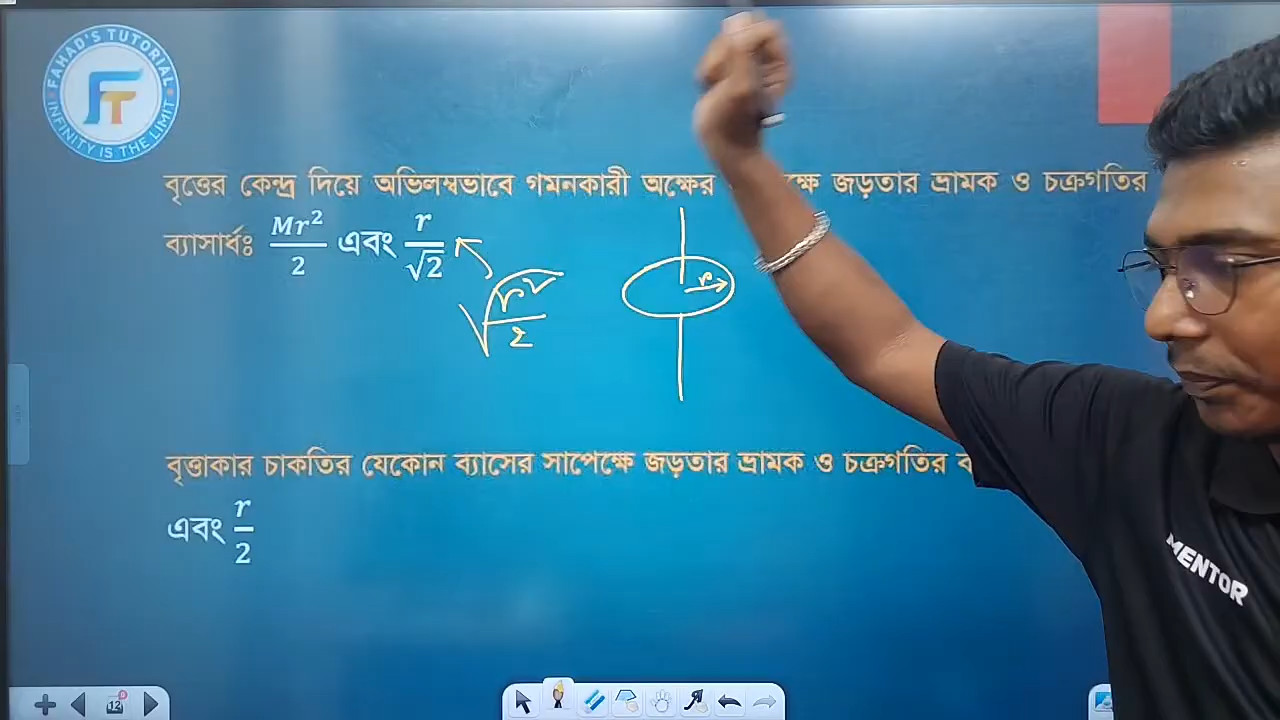 FAHAD'S TUTORIAL
FT
INFINITY IS THE LIMIT
বৃত্তের কেন্দ্র দিয়ে অভিলম্বভাবে গমনকারী অক্ষের ক্ষে জড়তার ভ্রামক ও চক্রগতির
ব্যাসার্ধঃ Mr²/2 এবং r/√2
√r²/2
r
বৃত্তাকার চাকতির যেকোন ব্যাসের সাপেক্ষে জড়তার ভ্রামক ও চক্রগতির
এবং r/2
MENTOR
12